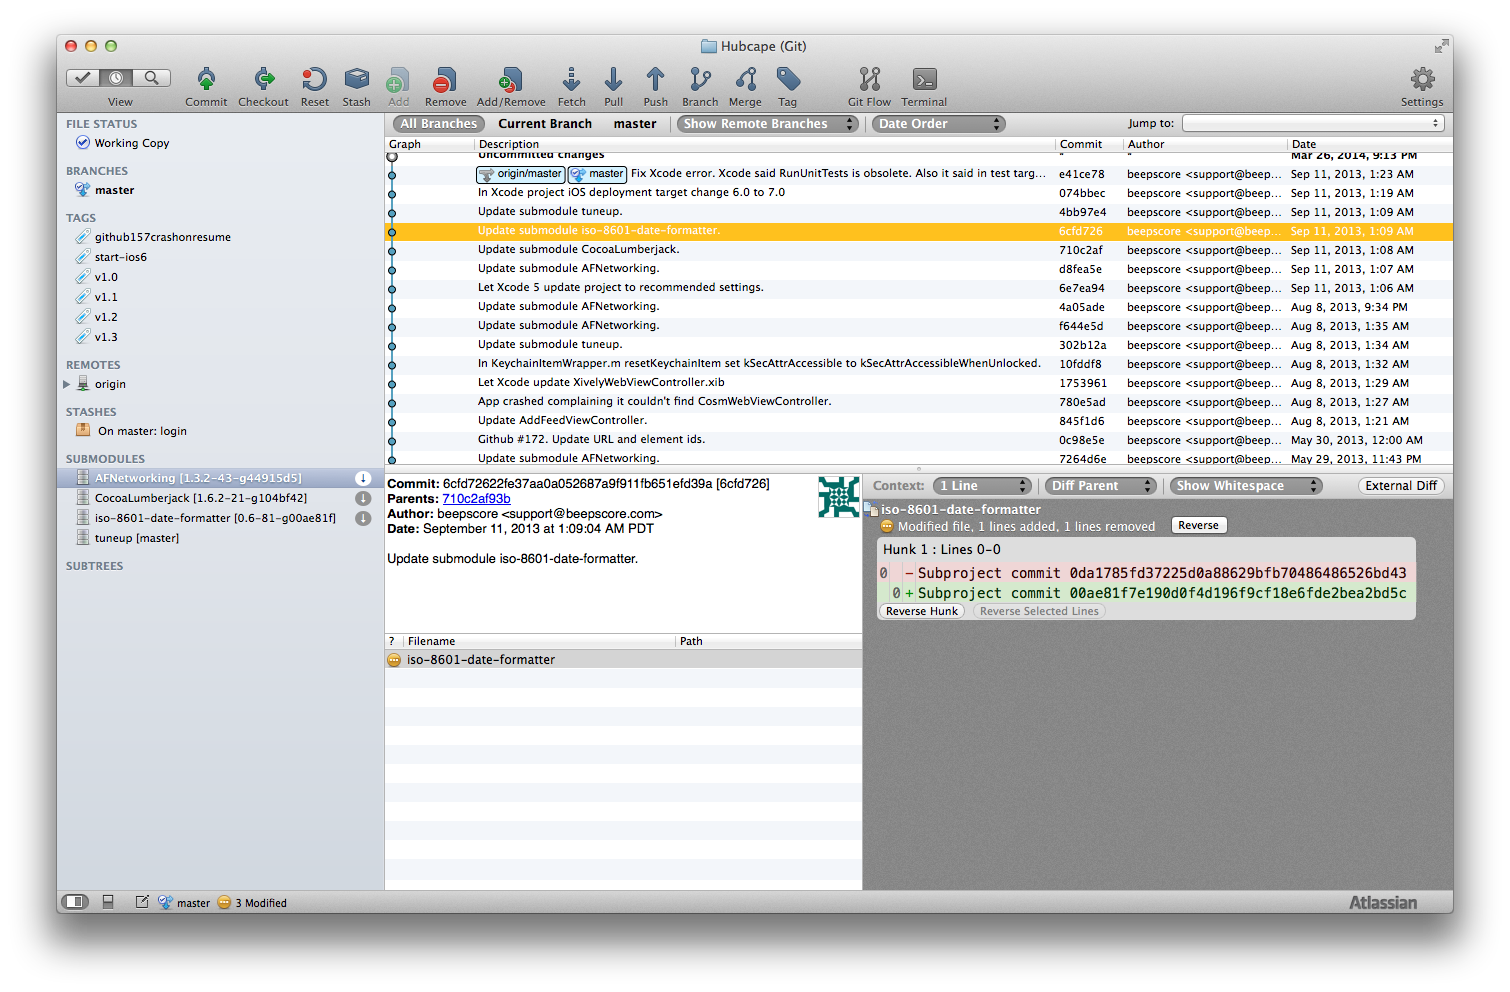 Hubcape (Git)
View
Commit
Checkout
Reset
Stash
Add
Remove
Add/Remove
Fetch
Pull
Push
Branch
Merge
Tag
Git Flow
Terminal
Settings
FILE STATUS
Working Copy
BRANCHES
master
TAGS
github157crashonresume
start-ios6
v1.0
v1.1
v1.2
v1.3
REMOTES
origin
STASHES
On master: login
SUBMODULES
AFNetworking [1.3.2-43-g44915d5]
CocoaLumberjack [1.6.2-21-g104bf42]
iso-8601-date-formatter [0.6-81-g00ae81f]
tuneup [master]
SUBTREES
All Branches Current Branch master Show Remote Branches Date Order Jump to:
Graph Description Commit Author Date
Uncommitted changes * * Mar 26, 2014, 9:13 PM
origin/master master Fix Xcode error. Xcode said RunUnitTests is obsolete. Also it said in test targ... e41ce78 beepscore <support@beep... Sep 11, 2013, 1:23 AM
In Xcode project iOS deployment target change 6.0 to 7.0 074bbec beepscore <support@beep... Sep 11, 2013, 1:19 AM
Update submodule tuneup. 4bb97e4 beepscore <support@beep... Sep 11, 2013, 1:09 AM
Update submodule iso-8601-date-formatter. 6cfd726 beepscore <support@beep... Sep 11, 2013, 1:09 AM
Update submodule CocoaLumberjack. 710c2af beepscore <support@beep... Sep 11, 2013, 1:08 AM
Update submodule AFNetworking. d8fea5e beepscore <support@beep... Sep 11, 2013, 1:07 AM
Let Xcode 5 update project to recommended settings. 6e7ea94 beepscore <support@beep... Sep 11, 2013, 1:06 AM
Update submodule AFNetworking. 4a05ade beepscore <support@beep... Aug 8, 2013, 9:34 PM
Update submodule AFNetworking. f644e5d beepscore <support@beep... Aug 8, 2013, 1:35 AM
Update submodule tuneup. 302b12a beepscore <support@beep... Aug 8, 2013, 1:34 AM
In KeychainItemWrapper.m resetKeychainItem set kSecAttrAccessible to kSecAttrAccessibleWhenUnlocked. 10fddf8 beepscore <support@beep... Aug 8, 2013, 1:32 AM
Let Xcode update XivelyWebViewController.xib 1753961 beepscore <support@beep... Aug 8, 2013, 1:29 AM
App crashed complaining it couldn't find CosmWebViewController. 780e5ad beepscore <support@beep... Aug 8, 2013, 1:27 AM
Update AddFeedViewController. 845f1d6 beepscore <support@beep... Aug 8, 2013, 1:21 AM
Github #172. Update URL and element ids. 0c98e5e beepscore <support@beep... May 30, 2013, 12:00 AM
Update submodule AFNetworking. 7264d6e beepscore <support@beep... May 29, 2013, 11:43 PM
Commit: 6cfd72622fe37aa0a052687a9f911fb651efd39a [6cfd726]
Parents: 710c2af93b
Author: beepscore <support@beepscore.com>
Date: September 11, 2013 at 1:09:04 AM PDT
Update submodule iso-8601-date-formatter.
? Filename Path
iso-8601-date-formatter
Context: 1 Line Diff Parent Show Whitespace External Diff
iso-8601-date-formatter
Modified file, 1 lines added, 1 lines removed Reverse
Hunk 1 : Lines 0-0
0 - Subproject commit 0da1785fd37225d0a88629bfb70486486526bd43
0 + Subproject commit 00ae81f7e190d0f4d196f9cf18e6fde2bea2bd5c
Reverse Hunk Reverse Selected Lines
master 3 Modified
Atlassian